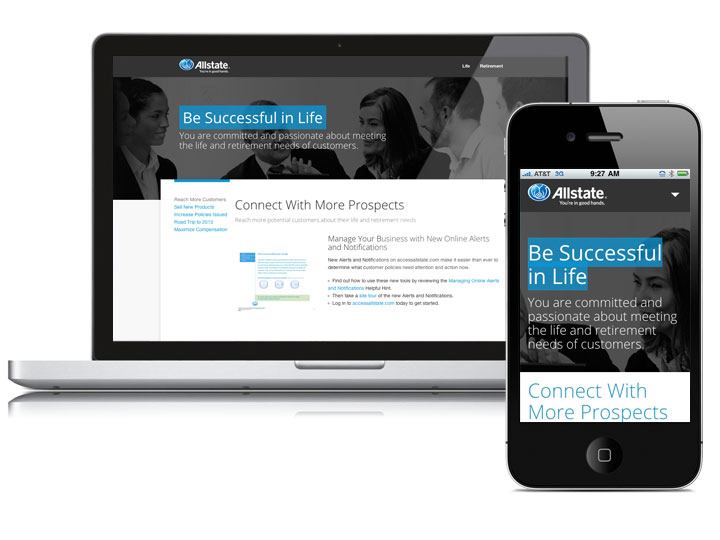 Allstate.
You're in good hands.
Life Retirement
Be Successful in Life
You are committed and passionate about meeting
the life and retirement needs of customers.
Reach More Customers
Sell New Products
Increase Policies Issued
Road Trip to 2012
Maximize Compensation
Connect With More Prospects
Reach more potential customers about their life and retirement needs
Manage Your Business with New Online Alerts
and Notifications
New Alerts and Notifications on accessallstate.com make it easier than ever to
determine what customer policies need attention and action now.
Find out how to use these new tools by reviewing the Managing Online Alerts
and Notifications Helpful Hint.
Then take a site tour of the new Alerts and Notifications.
Log in to accessallstate.com today to get started.
AT&T 3G 9:27 AM
Allstate.
You're in good hands.
Be Successful
in Life
You are committed and
passionate about meeting
the life and retirement
needs of customers.
Connect With
More Prospects